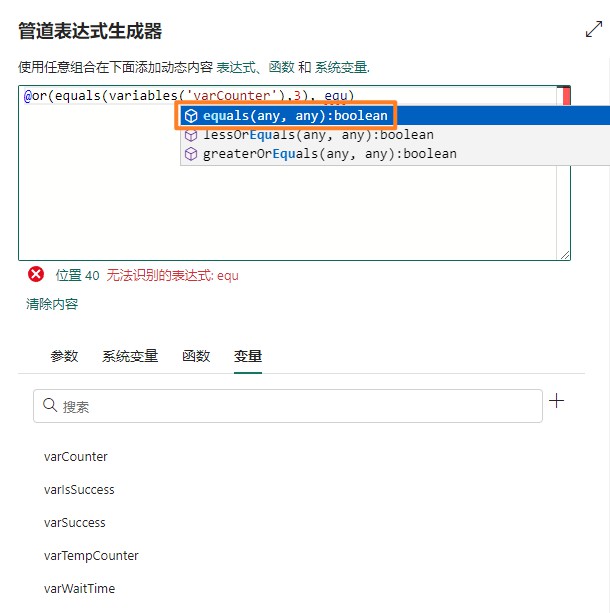 管道表达式生成器
使用任意组合在下面添加动态内容 表达式、函数 和 系统变量.
@or(equals(variables('varCounter'),3), equ)
equals(any, any):boolean
lessOrEquals(any, any):boolean
greaterOrEquals(any, any):boolean
位置 40 无法识别的表达式: equ
清除内容
参数 系统变量 函数 变量
搜索
varCounter
varIsSuccess
varSuccess
varTempCounter
varWaitTime